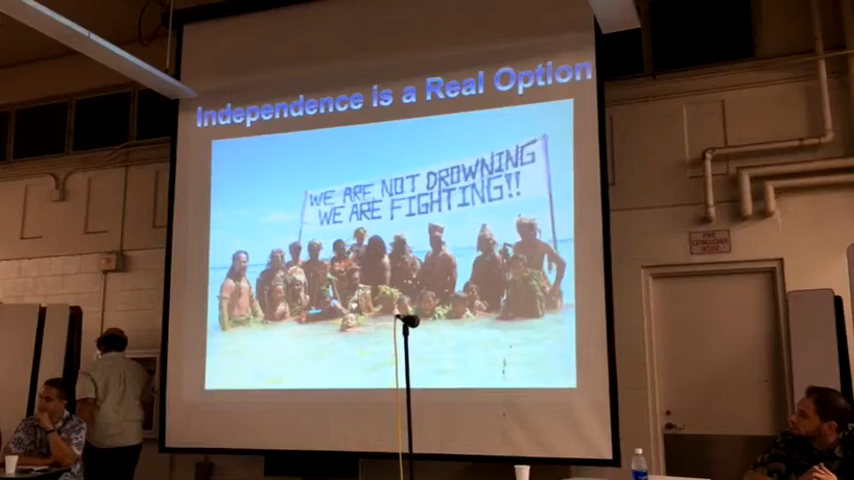 Independence is a Real Option
WE ARE NOT DROWNING
WE ARE FIGHTING!!